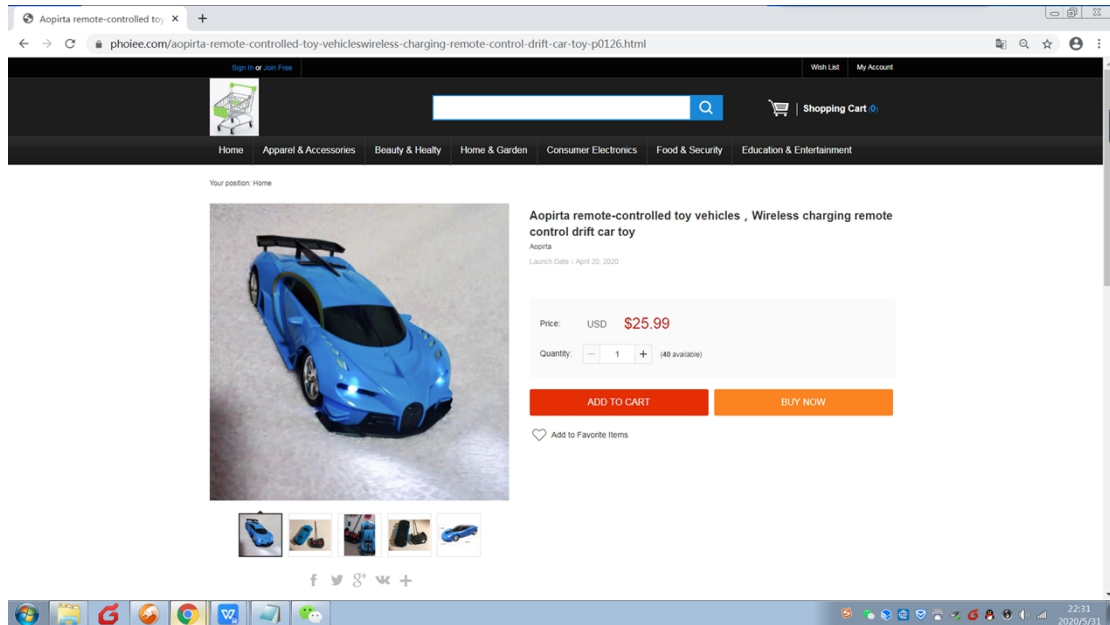 Aopirta remote-controlled toy
phoiee.com/aopirta-remote-controlled-toy-vehicleswireless-charging-remote-control-drift-car-toy-p0126.html
Sign In or Join Free
Wish List
My Account
Shopping Cart (0)
Home
Apparel & Accessories
Beauty & Healty
Home & Garden
Consumer Electronics
Food & Security
Education & Entertainment
Your position: Home
Aopirta remote-controlled toy vehicles，Wireless charging remote
control drift car toy
Aopirta
Launch Date : April 20, 2020
Price: USD $25.99
Quantity: 1 (40 available)
ADD TO CART
BUY NOW
Add to Favorite Items
22:31
2020/5/31